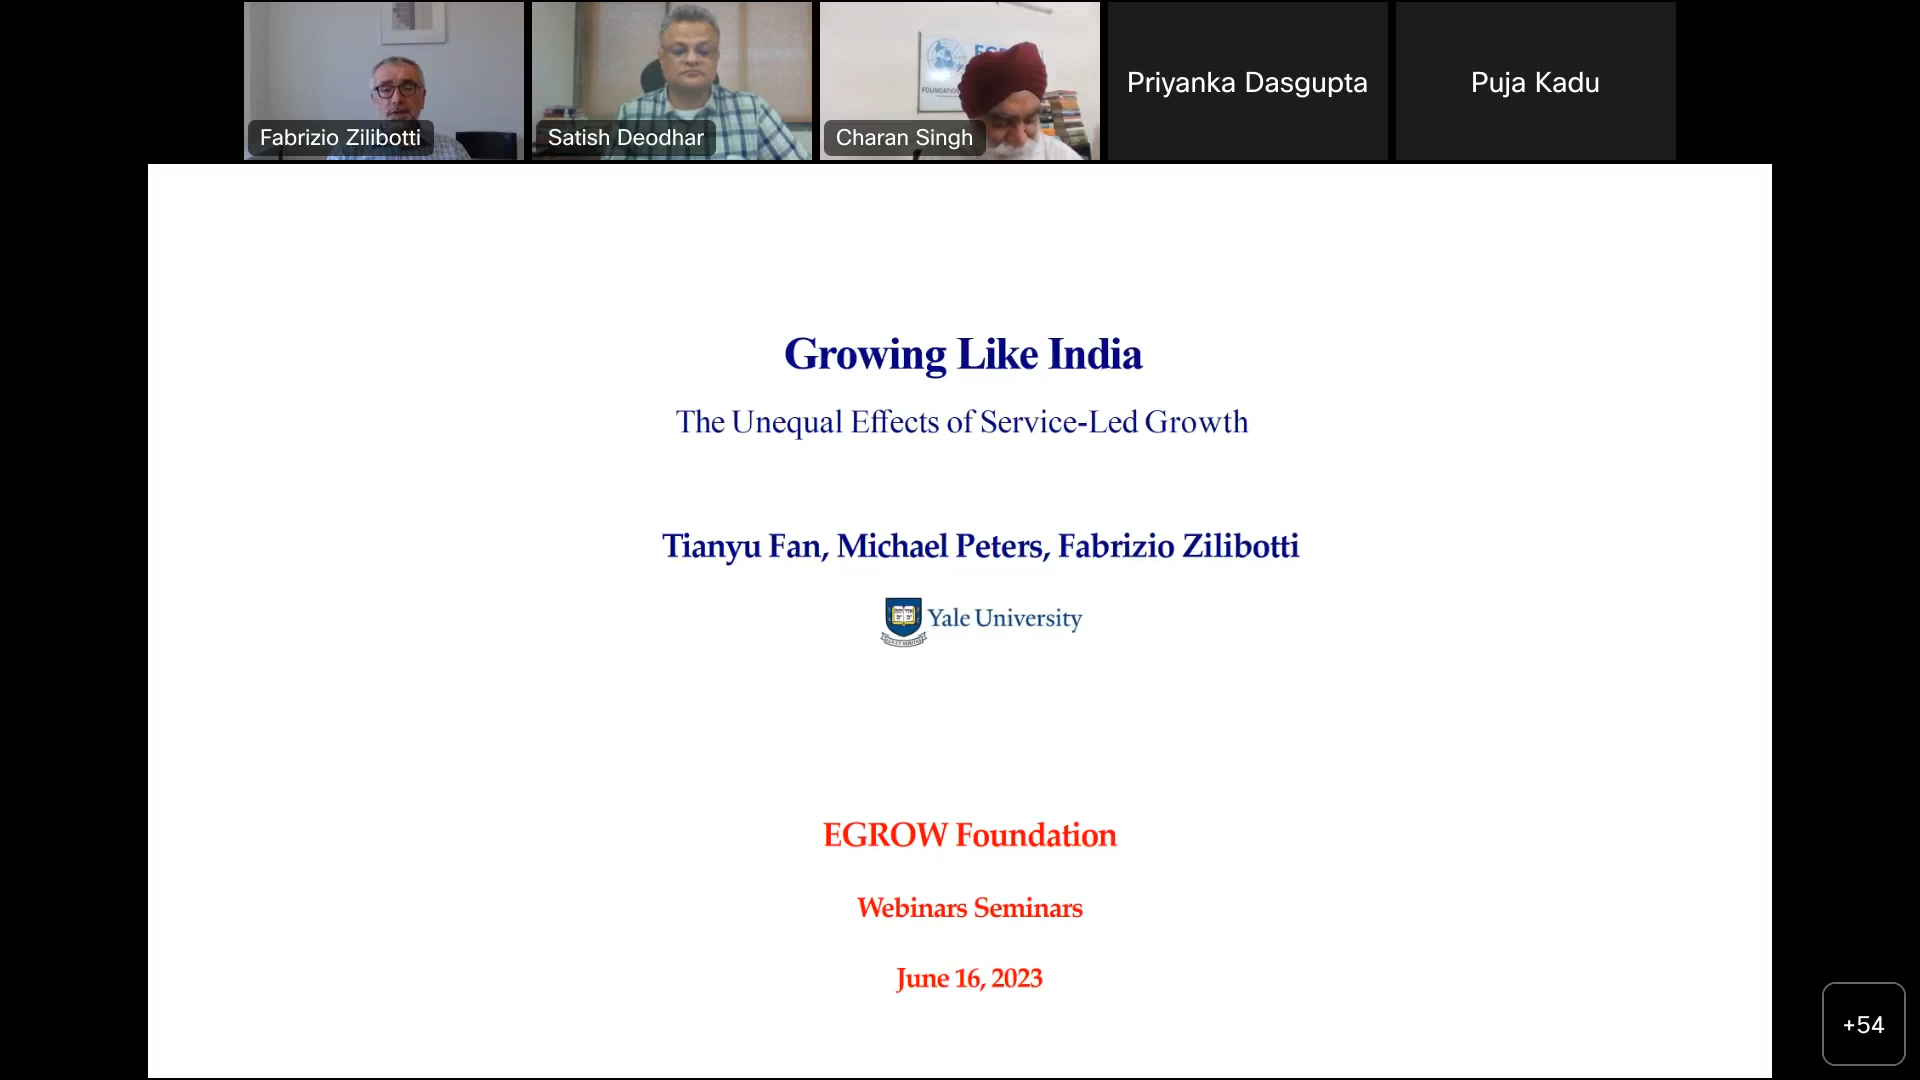 Fabrizio Zilibotti
Satish Deodhar
FOUNDATION
Charan Singh
Priyanka Dasgupta
Puja Kadu
Growing Like India
The Unequal Effects of Service-Led Growth
Tianyu Fan, Michael Peters, Fabrizio Zilibotti
Yale University
EGROW Foundation
Webinars Seminars
June 16, 2023
+54